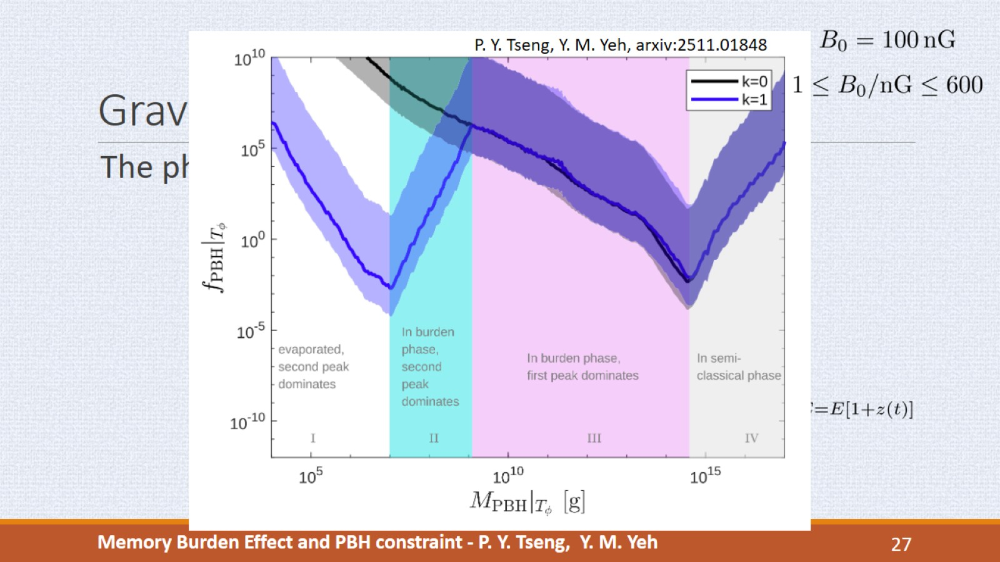 P. Y. Tseng, Y. M. Yeh, arxiv:2511.01848
B₀ = 100 nG
1 ≤ B₀/nG ≤ 600
Grav
The ph
10¹⁰
10⁵
10⁰
10⁻⁵
10⁻¹⁰
f_PBH|T_ϕ
k=0
k=1
evaporated,
second peak
dominates
In burden
phase,
second
peak
dominates
In burden phase,
first peak dominates
In semi-
classical phase
I
II
III
IV
10⁵
10¹⁰
10¹⁵
M_PBH|T_ϕ [g]
=E[1+z(t)]
Memory Burden Effect and PBH constraint - P. Y. Tseng, Y. M. Yeh
27